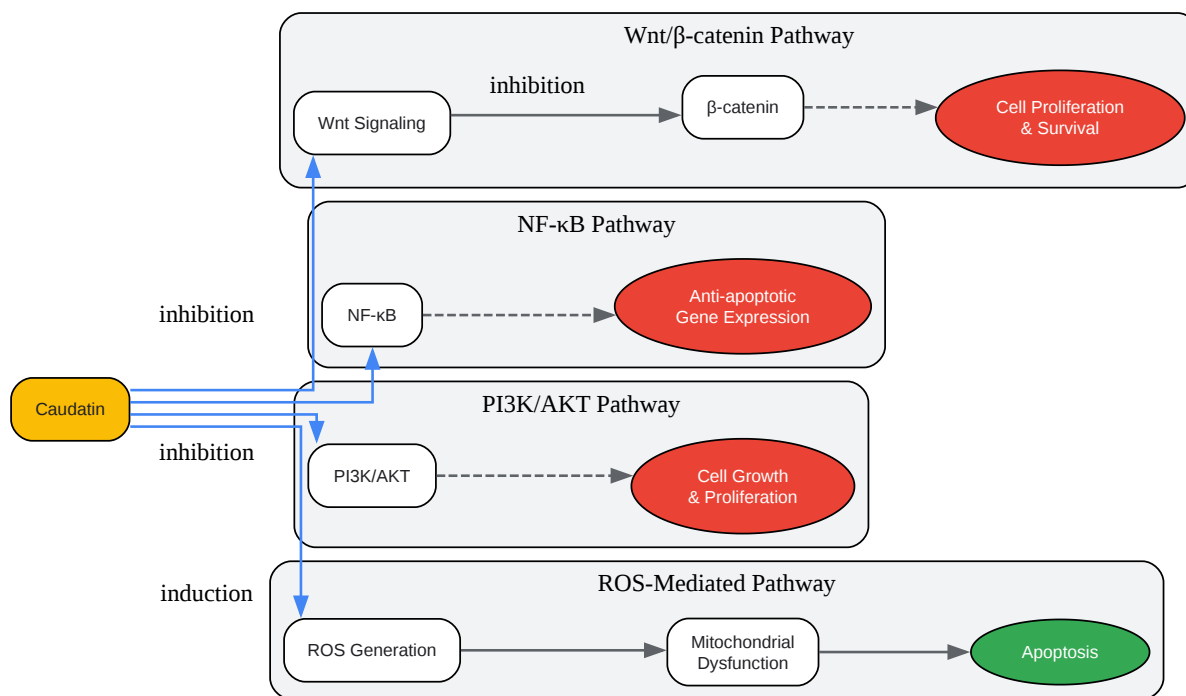 Wnt/β-catenin Pathway
inhibition
Wnt Signaling
β-catenin
Cell Proliferation
& Survival
NF-κB Pathway
inhibition
NF-κB
Anti-apoptotic
Gene Expression
Caudatin
PI3K/AKT Pathway
inhibition
PI3K/AKT
Cell Growth
& Proliferation
induction
ROS-Mediated Pathway
ROS Generation
Mitochondrial
Dysfunction
Apoptosis